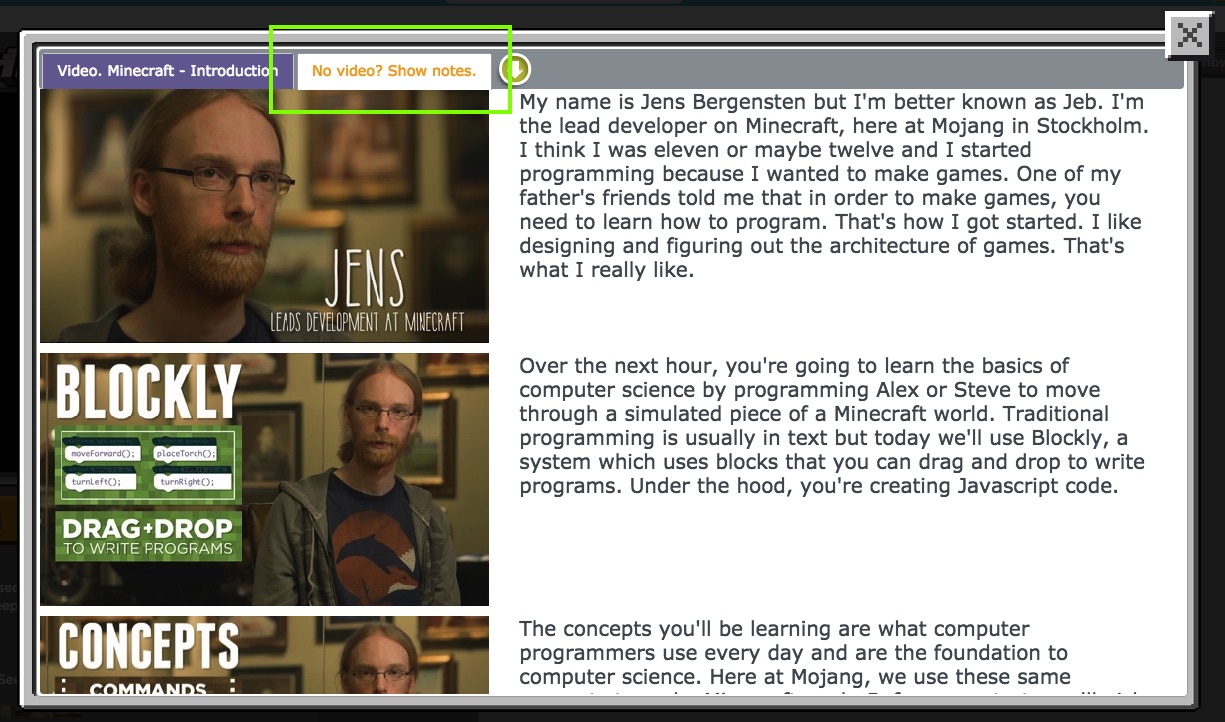 Video. Minecraft - Introduction
No video? Show notes.
My name is Jens Bergensten but I'm better known as Jeb. I'm
the lead developer on Minecraft, here at Mojang in Stockholm.
I think I was eleven or maybe twelve and I started
programming because I wanted to make games. One of my
father's friends told me that in order to make games, you
need to learn how to program. That's how I got started. I like
designing and figuring out the architecture of games. That's
what I really like.
JENS
LEADS DEVELOPMENT AT MINECRAFT
BLOCKLY
moveForward(); placeTorch();
turnLeft(); turnRight();
DRAG+DROP
TO WRITE PROGRAMS
Over the next hour, you're going to learn the basics of
computer science by programming Alex or Steve to move
through a simulated piece of a Minecraft world. Traditional
programming is usually in text but today we'll use Blockly, a
system which uses blocks that you can drag and drop to write
programs. Under the hood, you're creating Javascript code.
CONCEPTS
COMMANDS
The concepts you'll be learning are what computer
programmers use every day and are the foundation to
computer science. Here at Mojang, we use these same